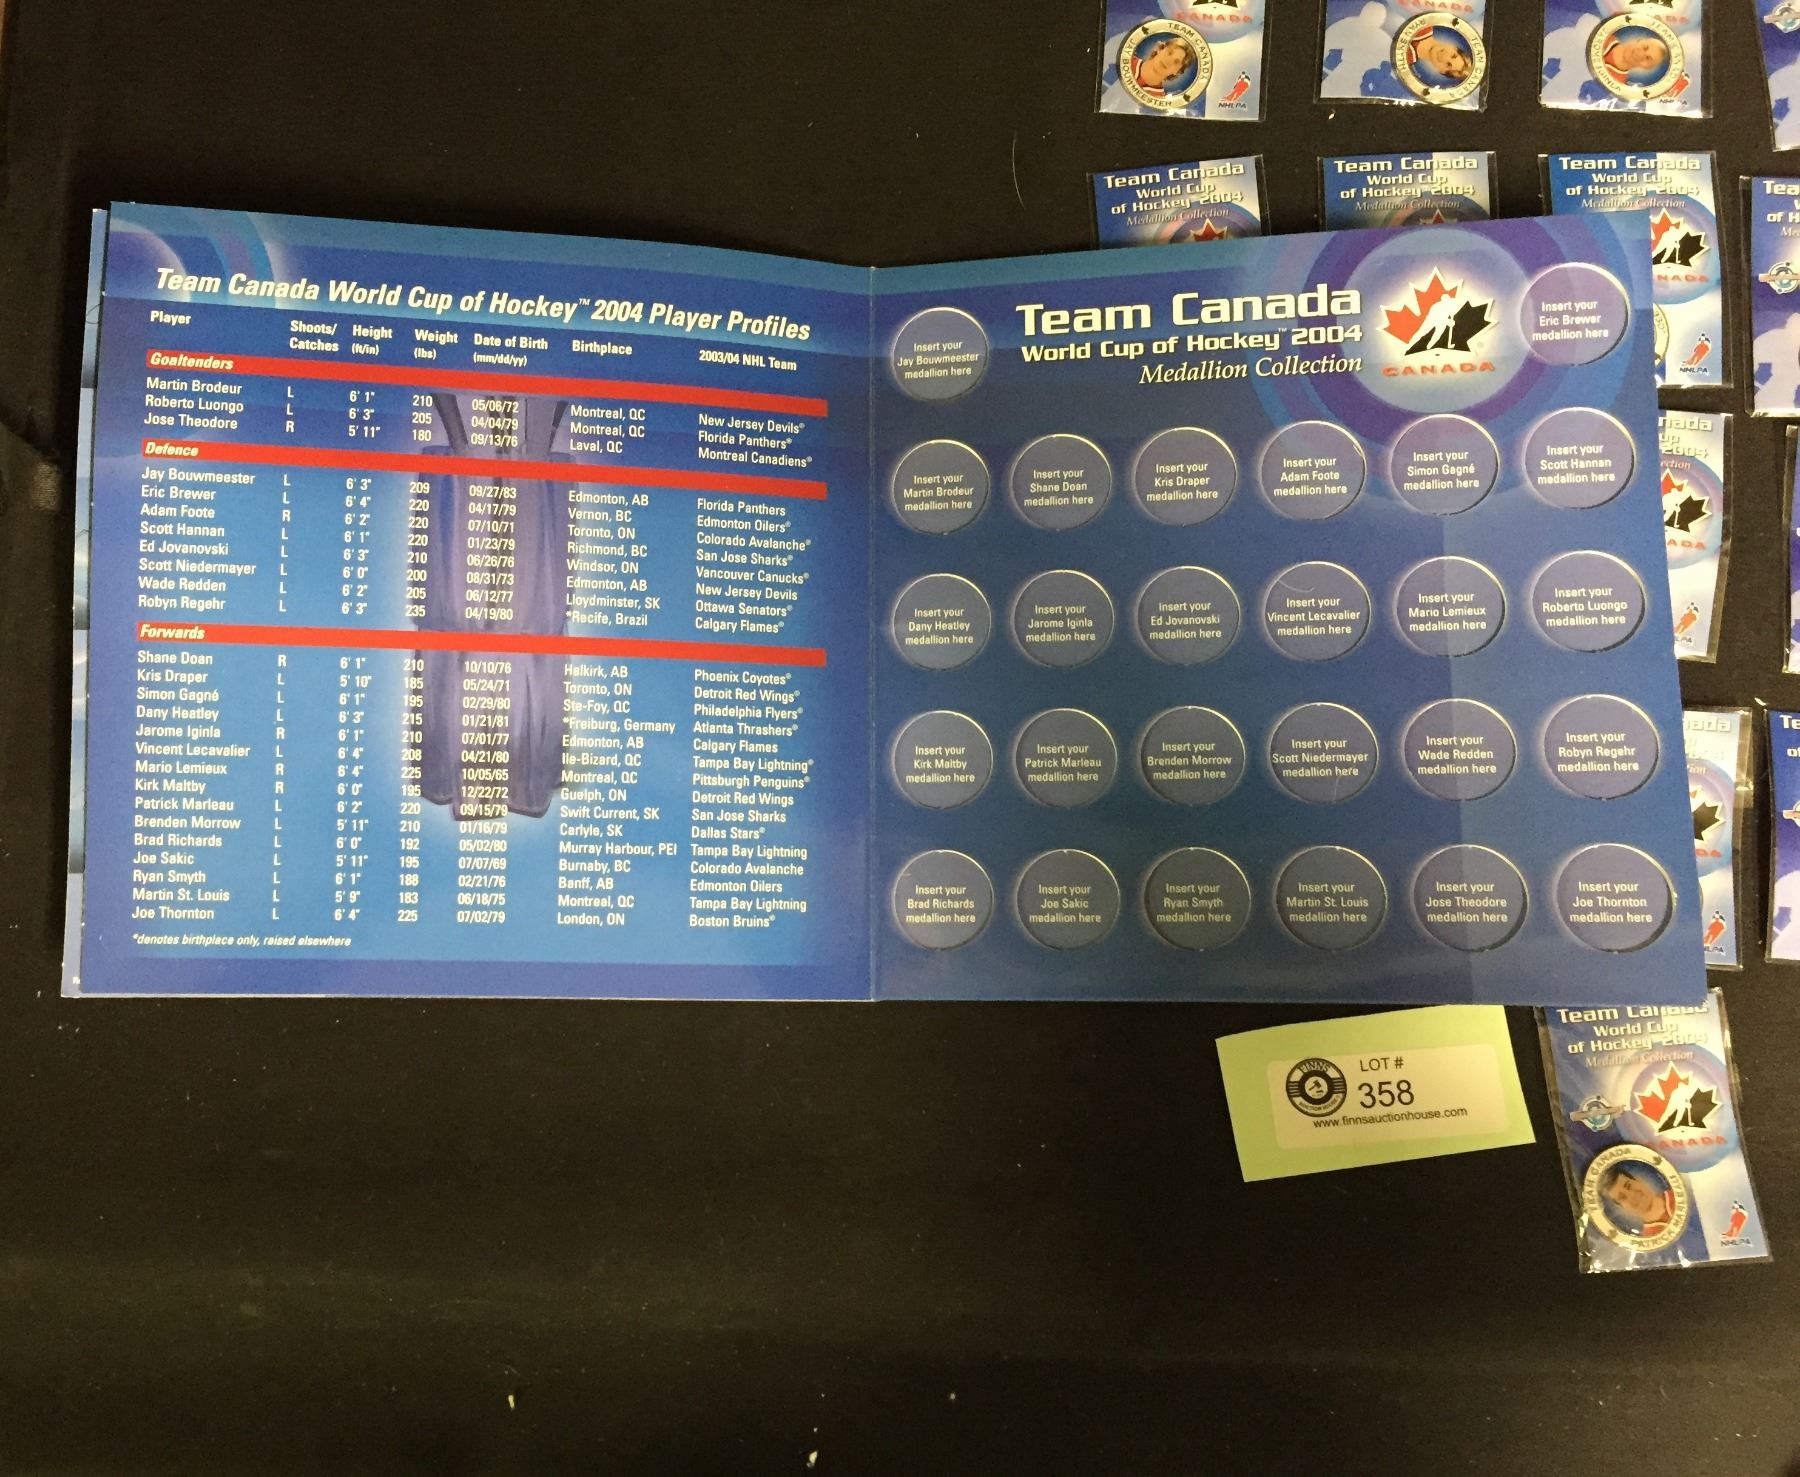 Team Canada World Cup of Hockey™ 2004 Player Profiles
Player Shoots/Catches Height (ft/in) Weight (lbs) Date of Birth (mm/dd/yy) Birthplace 2003/04 NHL Team
Goaltenders
Martin Brodeur L 6' 1" 210 05/06/72 Montreal, QC New Jersey Devils®
Roberto Luongo L 6' 3" 205 04/04/79 Montreal, QC Florida Panthers®
Jose Theodore R 5' 11" 180 09/13/76 Laval, QC Montreal Canadiens®
Defence
Jay Bouwmeester L 6' 3" 209 09/27/83 Edmonton, AB Florida Panthers
Eric Brewer L 6' 4" 220 04/17/79 Vernon, BC Edmonton Oilers®
Adam Foote R 6' 2" 220 07/10/71 Toronto, ON Colorado Avalanche®
Scott Hannan L 6' 1" 220 01/23/79 Richmond, BC San Jose Sharks®
Ed Jovanovski L 6' 3" 210 06/26/76 Windsor, ON Vancouver Canucks®
Scott Niedermayer L 6' 0" 200 08/31/73 Edmonton, AB New Jersey Devils
Wade Redden L 6' 2" 205 06/12/77 Lloydminster, SK Ottawa Senators®
Robyn Regehr L 6' 3" 235 04/19/80 *Recife, Brazil Calgary Flames®
Forwards
Shane Doan R 6' 1" 210 10/10/76 Halkirk, AB Phoenix Coyotes®
Kris Draper L 5' 10" 185 05/24/71 Toronto, ON Detroit Red Wings®
Simon Gagné L 6' 1" 195 02/29/80 Ste-Foy, QC Philadelphia Flyers®
Dany Heatley L 6' 3" 215 01/21/81 *Freiburg, Germany Atlanta Thrashers®
Jarome Iginla R 6' 1" 210 07/01/77 Edmonton, AB Calgary Flames
Vincent Lecavalier L 6' 4" 208 04/21/80 Ile-Bizard, QC Tampa Bay Lightning®
Mario Lemieux R 6' 4" 225 10/05/65 Montreal, QC Pittsburgh Penguins®
Kirk Maltby R 6' 0" 195 12/22/72 Guelph, ON Detroit Red Wings
Patrick Marleau L 6' 2" 220 09/15/79 Swift Current, SK San Jose Sharks
Brenden Morrow L 5' 11" 210 01/16/79 Carlyle, SK Dallas Stars®
Brad Richards L 6' 0" 192 05/02/80 Murray Harbour, PEI Tampa Bay Lightning
Joe Sakic L 5' 11" 195 07/07/69 Burnaby, BC Colorado Avalanche
Ryan Smyth L 6' 1" 188 02/21/76 Banff, AB Edmonton Oilers
Martin St. Louis L 5' 9" 183 06/18/75 Montreal, QC Tampa Bay Lightning
Joe Thornton L 6' 4" 225 07/02/79 London, ON Boston Bruins®
*denotes birthplace only, raised elsewhere
Team Canada
World Cup of Hockey™ 2004
Medallion Collection
CANADA
Insert your Jay Bouwmeester medallion here
Insert your Eric Brewer medallion here
Insert your Martin Brodeur medallion here
Insert your Shane Doan medallion here
Insert your Kris Draper medallion here
Insert your Adam Foote medallion here
Insert your Simon Gagné medallion here
Insert your Scott Hannan medallion here
Insert your Dany Heatley medallion here
Insert your Jarome Iginla medallion here
Insert your Ed Jovanovski medallion here
Insert your Vincent Lecavalier medallion here
Insert your Mario Lemieux medallion here
Insert your Roberto Luongo medallion here
Insert your Kirk Maltby medallion here
Insert your Patrick Marleau medallion here
Insert your Brenden Morrow medallion here
Insert your Scott Niedermayer medallion here
Insert your Wade Redden medallion here
Insert your Robyn Regehr medallion here
Insert your Brad Richards medallion here
Insert your Joe Sakic medallion here
Insert your Ryan Smyth medallion here
Insert your Martin St. Louis medallion here
Insert your Jose Theodore medallion here
Insert your Joe Thornton medallion here
CANADA
TEAM CANADA
JAY BOUWMEESTER
NHLPA
CANADA
TEAM CANADA
CANADA
TEAM CANADA
JAROME IGINLA
NHLPA
Team Canada
World Cup
of Hockey 2004
Medallion Collection
Team Canada
World Cup
of Hockey 2004
Medallion Collection
Team Canada
World Cup
of Hockey 2004
Medallion Collection
NHLPA
LOT #
358
FINNS
AUCTION HOUSE
www.finnsauctionhouse.com
Team Canada
World Cup
of Hockey 2004
Medallion Collection
CANADA
TEAM CANADA
PATRICK MARLEAU
NHLPA